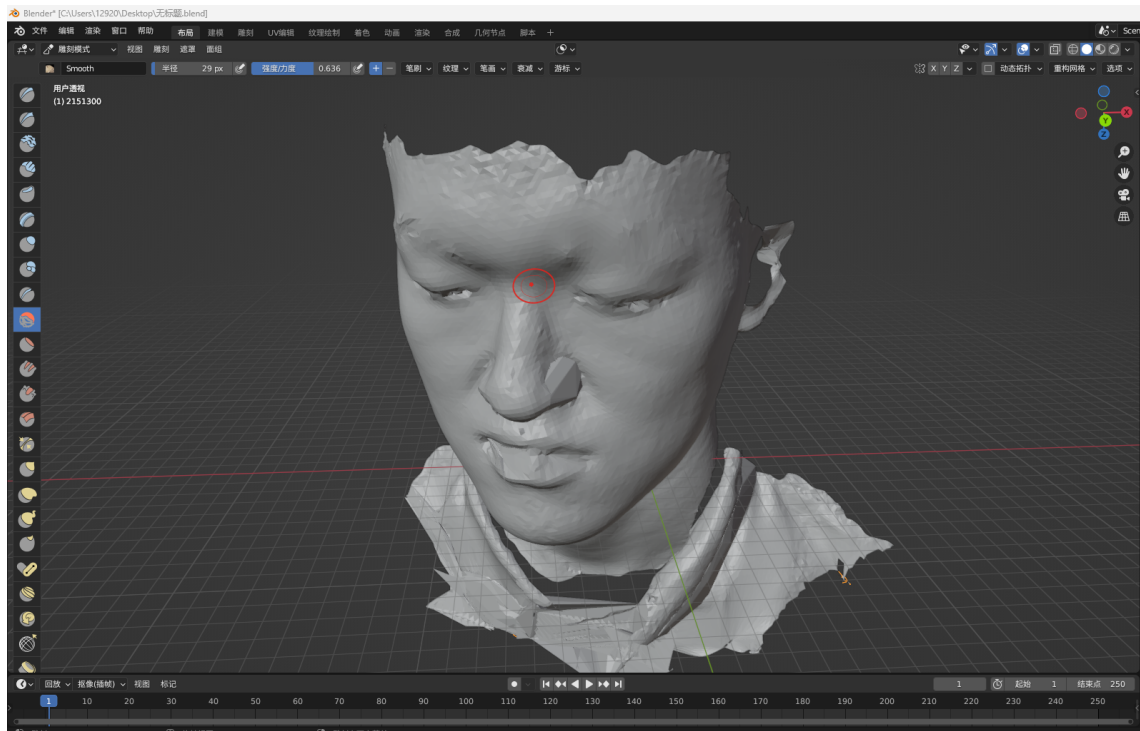 Blender* [C:\Users\12920\Desktop\无标题.blend]
文件 编辑 渲染 窗口 帮助 布局 建模 雕刻 UV编辑 纹理绘制 着色 动画 渲染 合成 几何节点 脚本 + Scen
雕刻模式 视图 雕刻 遮罩 面组
Smooth 半径 29 px 强度/力度 0.636 + − 笔刷 纹理 笔画 衰减 游标 X Y Z 动态拓扑 重构网格 选项
用户透视
(1) 2151300
X
Y
Z
回放 抠像(插帧) 视图 标记 1 起始 1 结束点 250
1 10 20 30 40 50 60 70 80 90 100 110 120 130 140 150 160 170 180 190 200 210 220 230 240 250